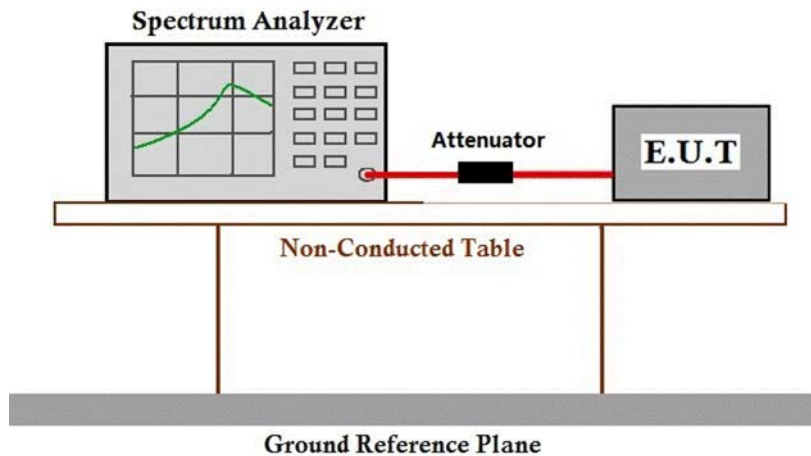 Spectrum Analyzer
Attenuator
E.U.T
Non-Conducted Table
Ground Reference Plane